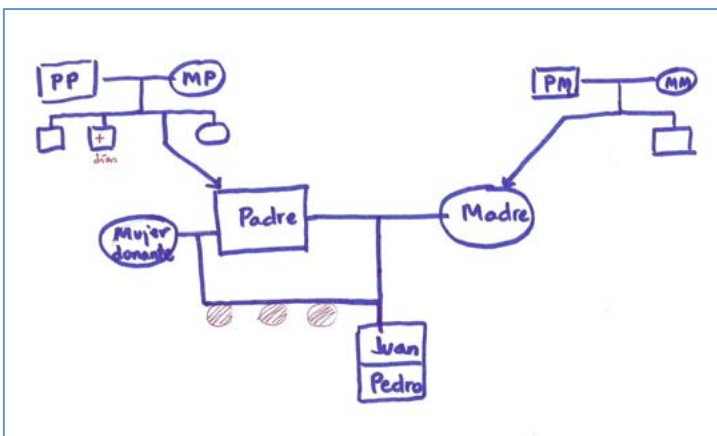 PP
MP
PM
MM
+
días
Padre
Madre
Mujer
donante
Juan
Pedro